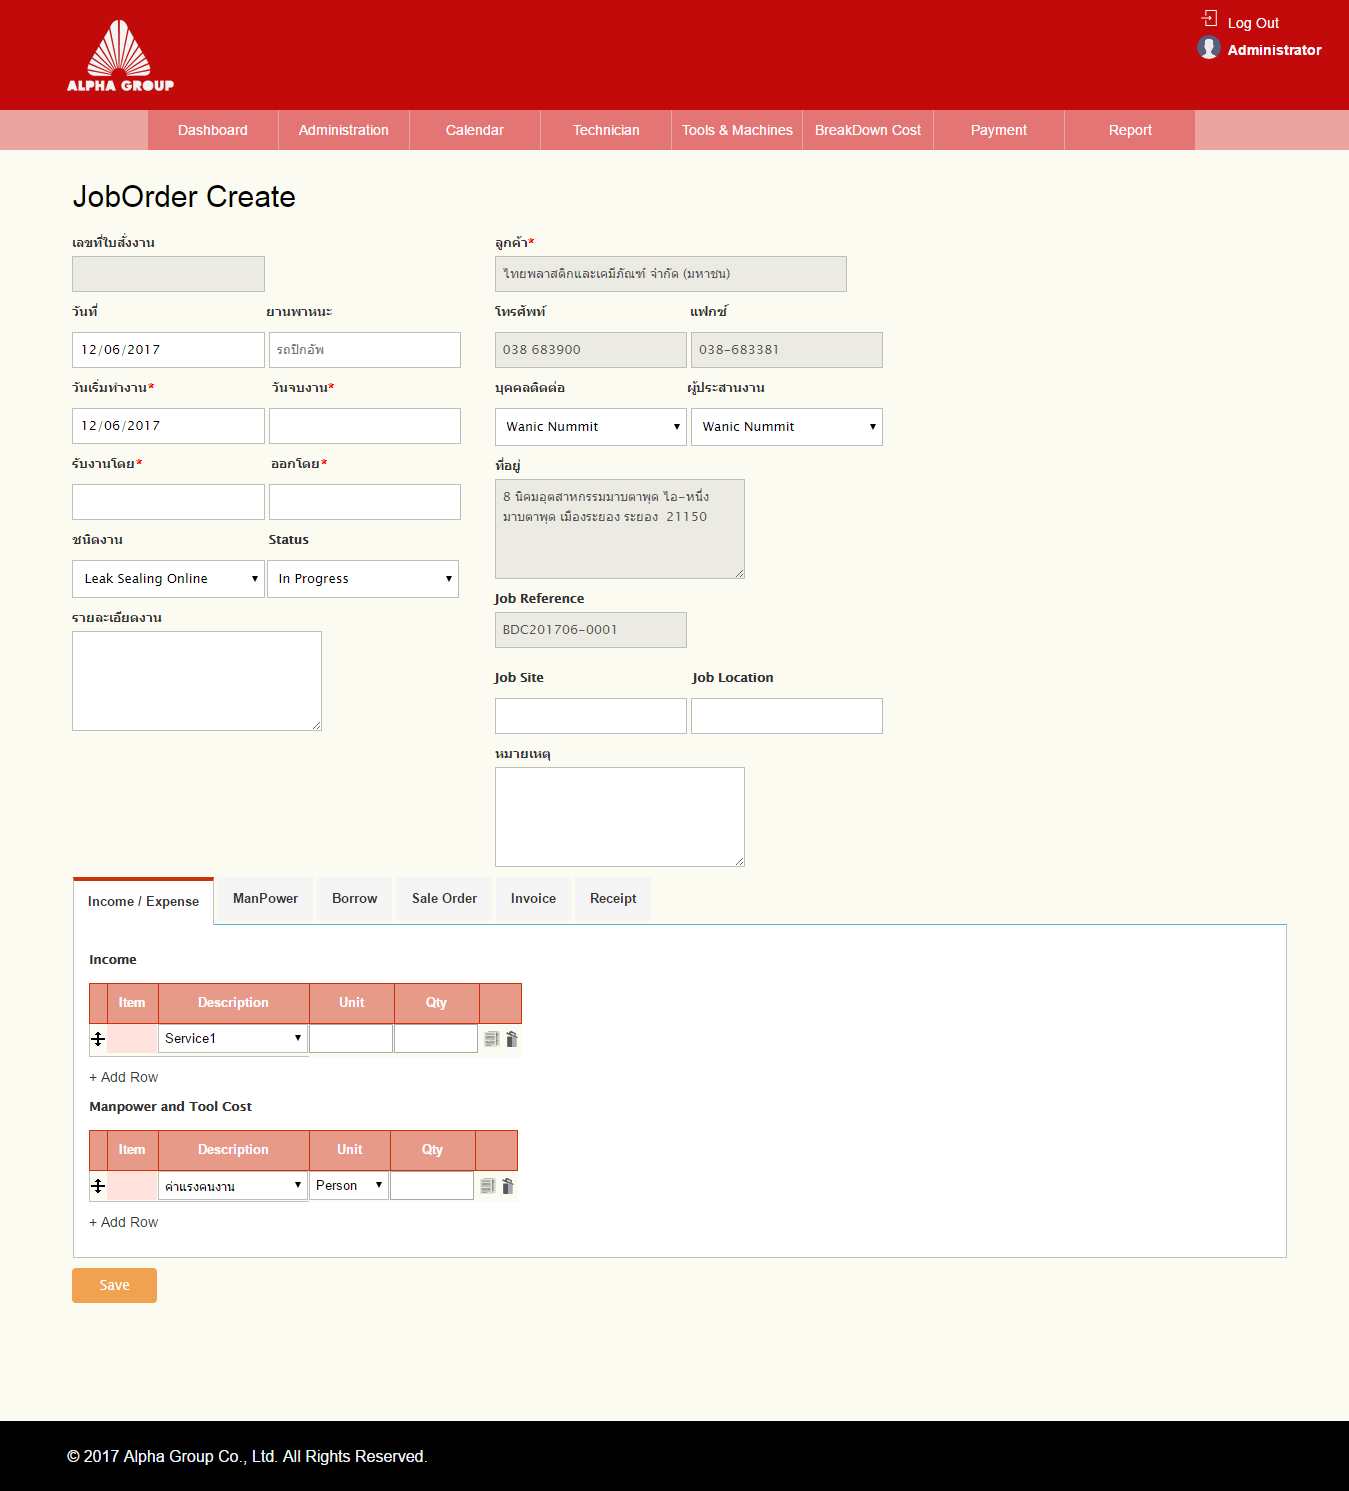 Log Out
Administrator
ALPHA GROUP
Dashboard Administration Calendar Technician Tools & Machines BreakDown Cost Payment Report
JobOrder Create
เลขที่ใบสั่งงาน
วันที่ ยานพาหนะ
12/06/2017 รถปิกอัพ
วันเริ่มทำงาน* วันจบงาน*
12/06/2017
รับงานโดย* ออกโดย*
ชนิดงาน Status
Leak Sealing Online In Progress
รายละเอียดงาน
ลูกค้า*
ไทยพลาสติกและเคมีภัณฑ์ จำกัด (มหาชน)
โทรศัพท์ แฟกซ์
038 683900 038-683381
บุคคลติดต่อ ผู้ประสานงาน
Wanic Nummit Wanic Nummit
ที่อยู่
8 นิคมอุตสาหกรรมมาบตาพุด ไอ-หนึ่ง
มาบตาพุด เมืองระยอง ระยอง 21150
Job Reference
BDC201706-0001
Job Site Job Location
หมายเหตุ
Income / Expense ManPower Borrow Sale Order Invoice Receipt
Income
Item Description Unit Qty
Service1
+ Add Row
Manpower and Tool Cost
Item Description Unit Qty
ค่าแรงคนงาน Person
+ Add Row
Save
© 2017 Alpha Group Co., Ltd. All Rights Reserved.